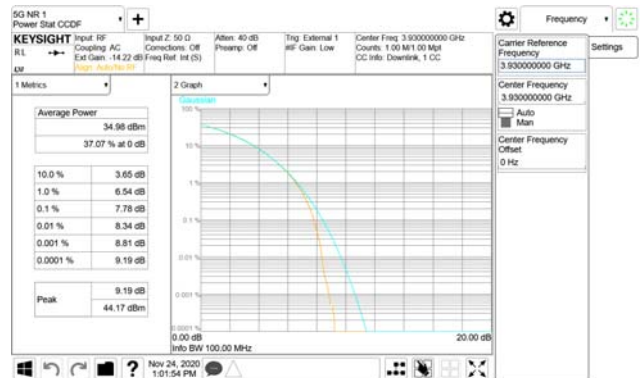 5G NR 1
Power Stat CCDF
Frequency
KEYSIGHT
Input: RF
Coupling: AC
Ext Gain: -14.22 dB
Align: Auto/No RF
Input Z: 50 Ω
Corrections: Off
Freq Ref: Int (S)
Atten: 40 dB
Preamp: Off
Trig: External 1
#IF Gain: Low
Center Freq: 3.930000000 GHz
Counts: 1.00 M/1.00 Mpt
CC Info: Downlink, 1 CC
RL
LXI
1 Metrics
Average Power
34.98 dBm
37.07 % at 0 dB
10.0 % 3.65 dB
1.0 % 6.54 dB
0.1 % 7.78 dB
0.01 % 8.34 dB
0.001 % 8.81 dB
0.0001 % 9.19 dB
Peak 9.19 dB
44.17 dBm
2 Graph
Gaussian
100 %
10 %
1 %
0.1 %
0.01 %
0.001 %
0.0001 %
0.00 dB
20.00 dB
Info BW 100.00 MHz
Carrier Reference
Frequency
3.930000000 GHz
Settings
Center Frequency
3.930000000 GHz
Auto
Man
Center Frequency
Offset
0 Hz
Nov 24, 2020
1:01:54 PM